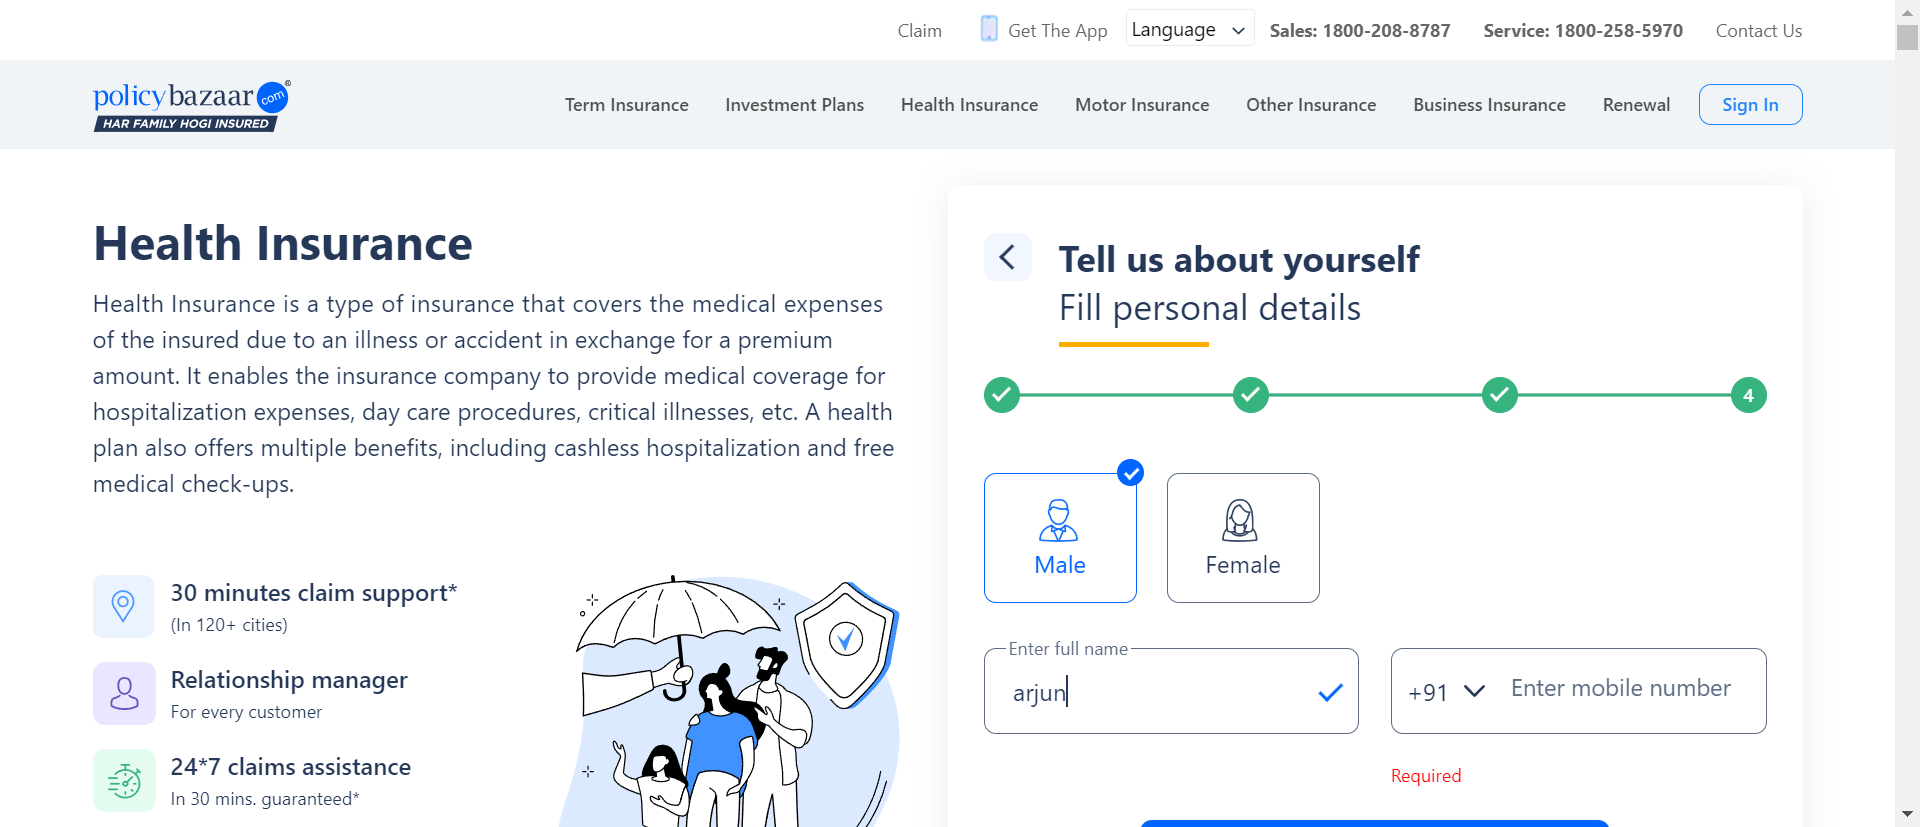 Claim
Get The App
Language
Sales: 1800-208-8787
Service: 1800-258-5970
Contact Us
policybazaar.com®
HAR FAMILY HOGI INSURED
Term Insurance
Investment Plans
Health Insurance
Motor Insurance
Other Insurance
Business Insurance
Renewal
Sign In
Health Insurance
Health Insurance is a type of insurance that covers the medical expenses
of the insured due to an illness or accident in exchange for a premium
amount. It enables the insurance company to provide medical coverage for
hospitalization expenses, day care procedures, critical illnesses, etc. A health
plan also offers multiple benefits, including cashless hospitalization and free
medical check-ups.
30 minutes claim support*
(In 120+ cities)
Relationship manager
For every customer
24*7 claims assistance
In 30 mins. guaranteed*
Tell us about yourself
Fill personal details
4
Male
Female
Enter full name
arjun
+91
Enter mobile number
Required